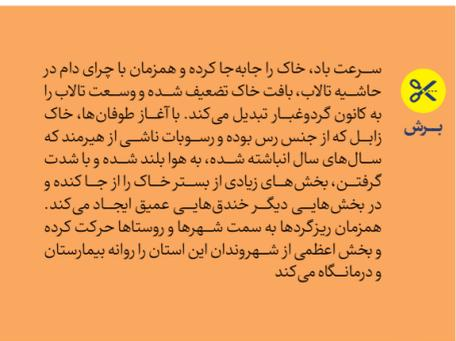 برش
سرعت باد، خاک را جابه‌جا کرده و همزمان با چرای دام در
حاشیه تالاب، بافت خاک تضعیف شده و وسعت تالاب را
به کانون گردوغبار تبدیل می‌کند. با آغاز طوفان‌ها، خاک
زابل که از جنس رس بوده و رسوبات ناشی از هیرمند که
سال‌های سال انباشته شده، به هوا بلند شده و با شدت
گرفتن، بخش‌های زیادی از بستر خاک را از جا کنده و
در بخش‌هایی دیگر خندق‌هایی عمیق ایجاد می‌کند.
همزمان ریزگردها به سمت شهرها و روستاها حرکت کرده
و بخش اعظمی از شهروندان این استان را روانه بیمارستان
و درمانگاه می‌کند